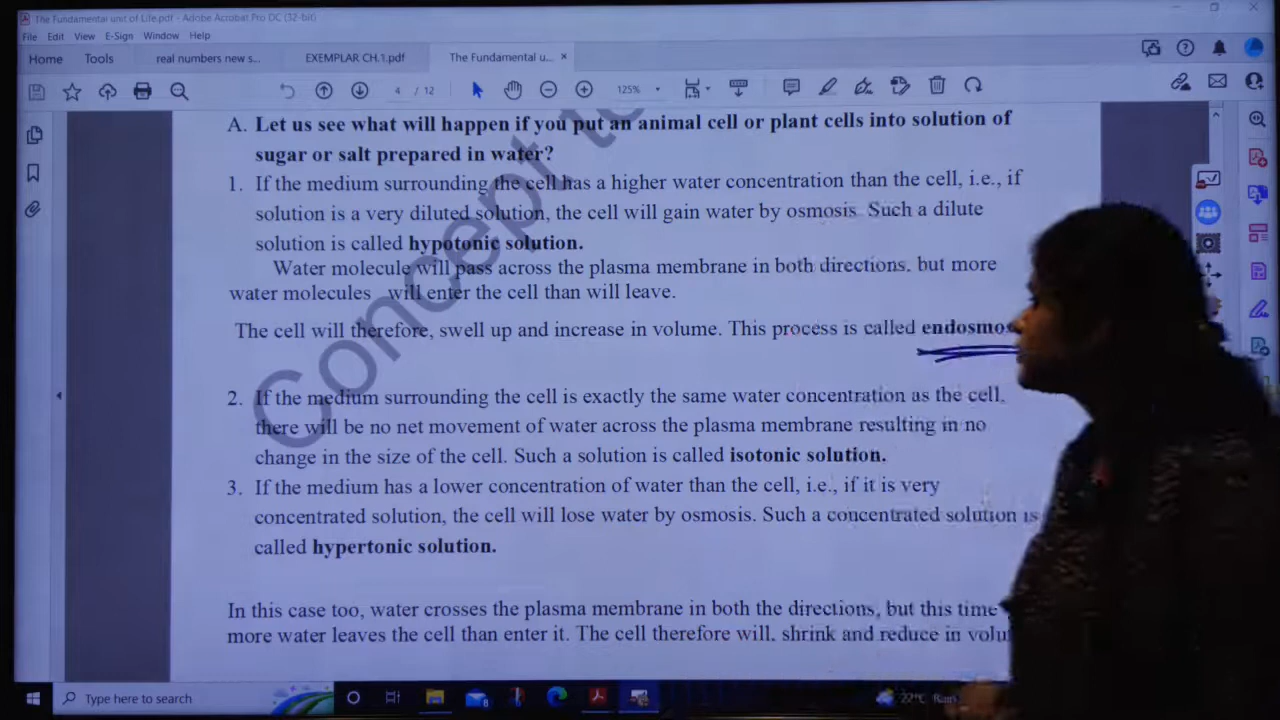 The Fundamental unit of Life.pdf - Adobe Acrobat Pro DC (32-bit)
File Edit View E-Sign Window Help
Home Tools real numbers new s... EXEMPLAR CH.1.pdf The Fundamental u... ×
4 / 12 125%
A. Let us see what will happen if you put an animal cell or plant cells into solution of
sugar or salt prepared in water?
1. If the medium surrounding the cell has a higher water concentration than the cell, i.e., if
solution is a very diluted solution, the cell will gain water by osmosis. Such a dilute
solution is called hypotonic solution.
Water molecule will pass across the plasma membrane in both directions, but more
water molecules will enter the cell than will leave.
The cell will therefore, swell up and increase in volume. This process is called endosmos
2. If the medium surrounding the cell is exactly the same water concentration as the cell,
there will be no net movement of water across the plasma membrane resulting in no
change in the size of the cell. Such a solution is called isotonic solution.
3. If the medium has a lower concentration of water than the cell, i.e., if it is very
concentrated solution, the cell will lose water by osmosis. Such a concentrated solution is
called hypertonic solution.
In this case too, water crosses the plasma membrane in both the directions, but this time
more water leaves the cell than enter it. The cell therefore will, shrink and reduce in volu
Concept to
Type here to search
8
22°C Rain